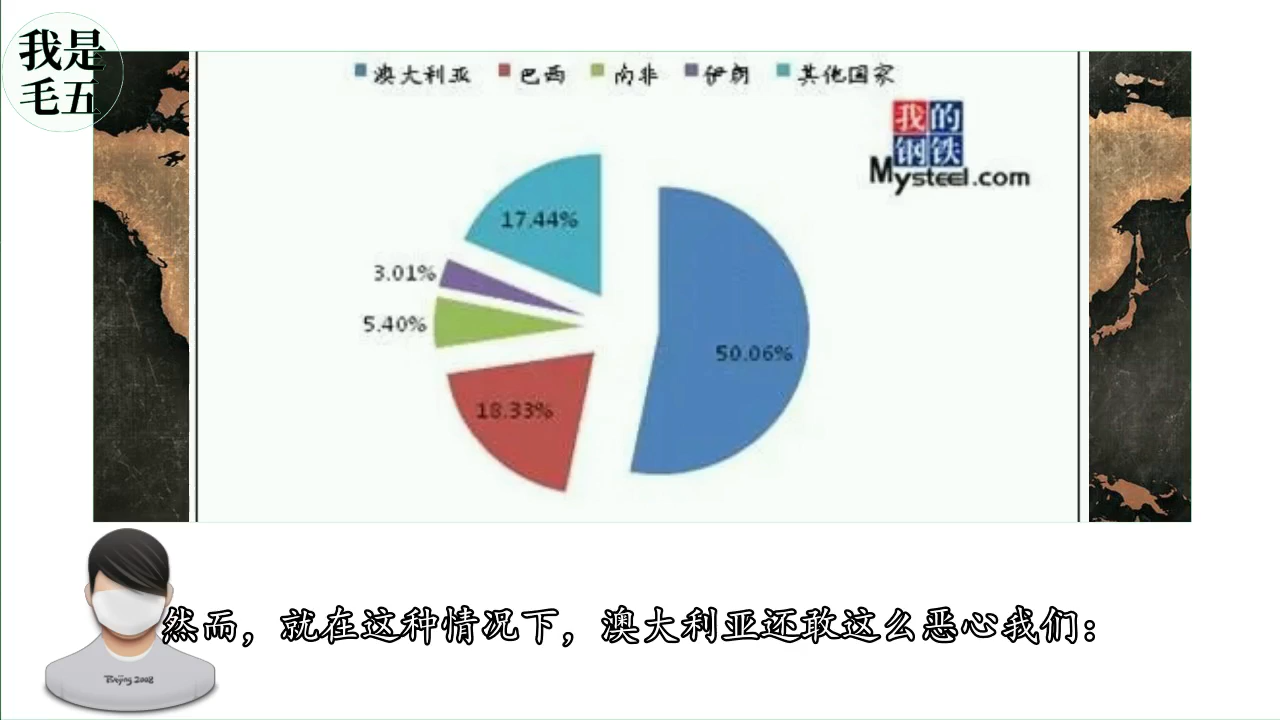 我是
毛五
澳大利亚 巴西 南非 伊朗 其他国家
我的
钢铁
Mysteel.com
17.44%
3.01%
5.40%
50.06%
18.33%
然而，就在这种情况下，澳大利亚还敢这么恶心我们：
Beijing 2008